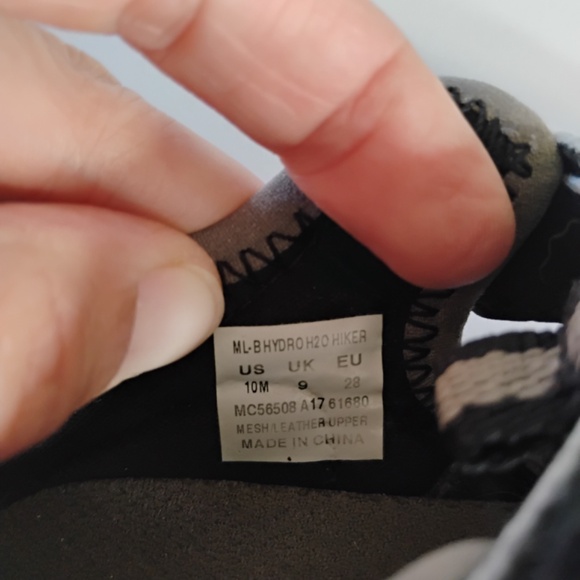 ML-B HYDRO H2O HIKER
US UK EU
10M 9 28
MC56508 A17 61680
MESH/LEATHER UPPER
MADE IN CHINA